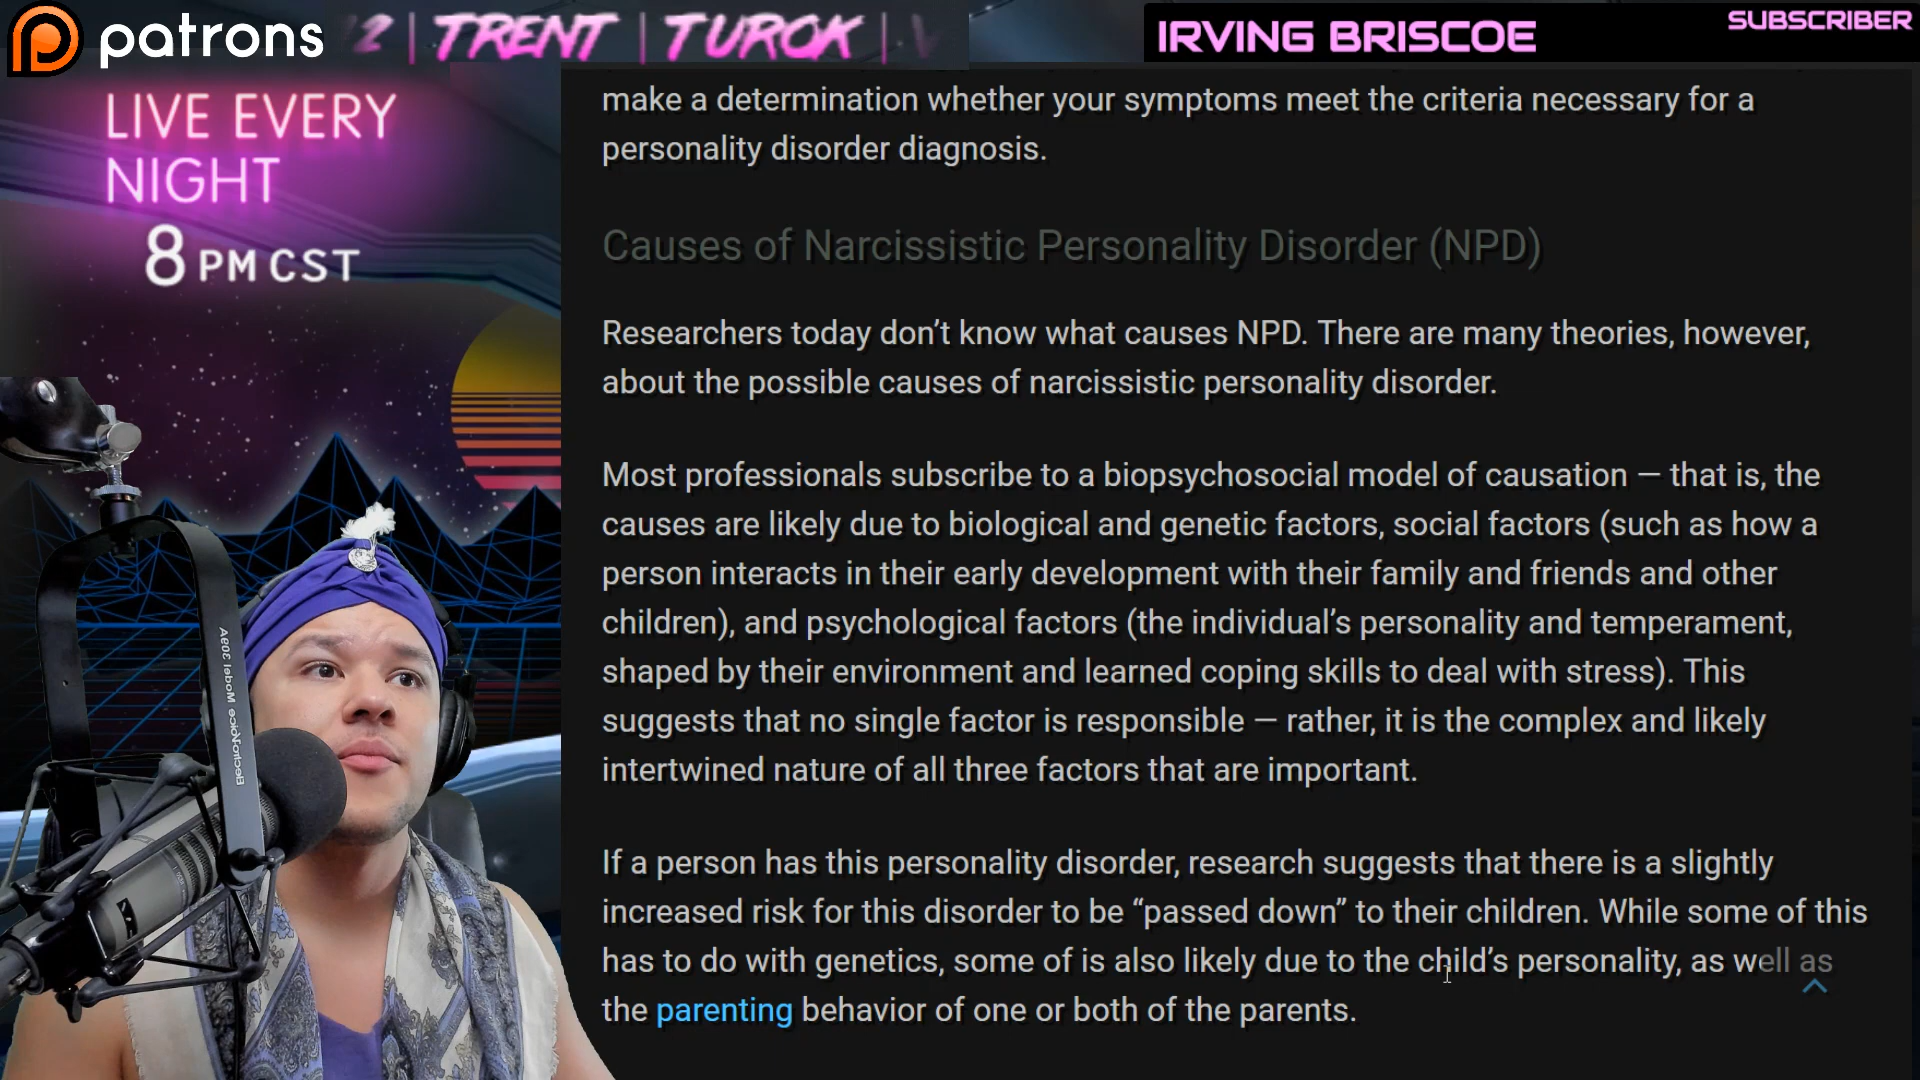 patrons
2 | TRENT | TUROK |
IRVING BRISCOE
SUBSCRIBER
LIVE EVERY
NIGHT
8 PM CST
make a determination whether your symptoms meet the criteria necessary for a
personality disorder diagnosis.
Causes of Narcissistic Personality Disorder (NPD)
Researchers today don’t know what causes NPD. There are many theories, however,
about the possible causes of narcissistic personality disorder.
Most professionals subscribe to a biopsychosocial model of causation — that is, the
causes are likely due to biological and genetic factors, social factors (such as how a
person interacts in their early development with their family and friends and other
children), and psychological factors (the individual’s personality and temperament,
shaped by their environment and learned coping skills to deal with stress). This
suggests that no single factor is responsible — rather, it is the complex and likely
intertwined nature of all three factors that are important.
If a person has this personality disorder, research suggests that there is a slightly
increased risk for this disorder to be “passed down” to their children. While some of this
has to do with genetics, some of is also likely due to the child’s personality, as well as
the parenting behavior of one or both of the parents.
ElectroVoice Model 309A